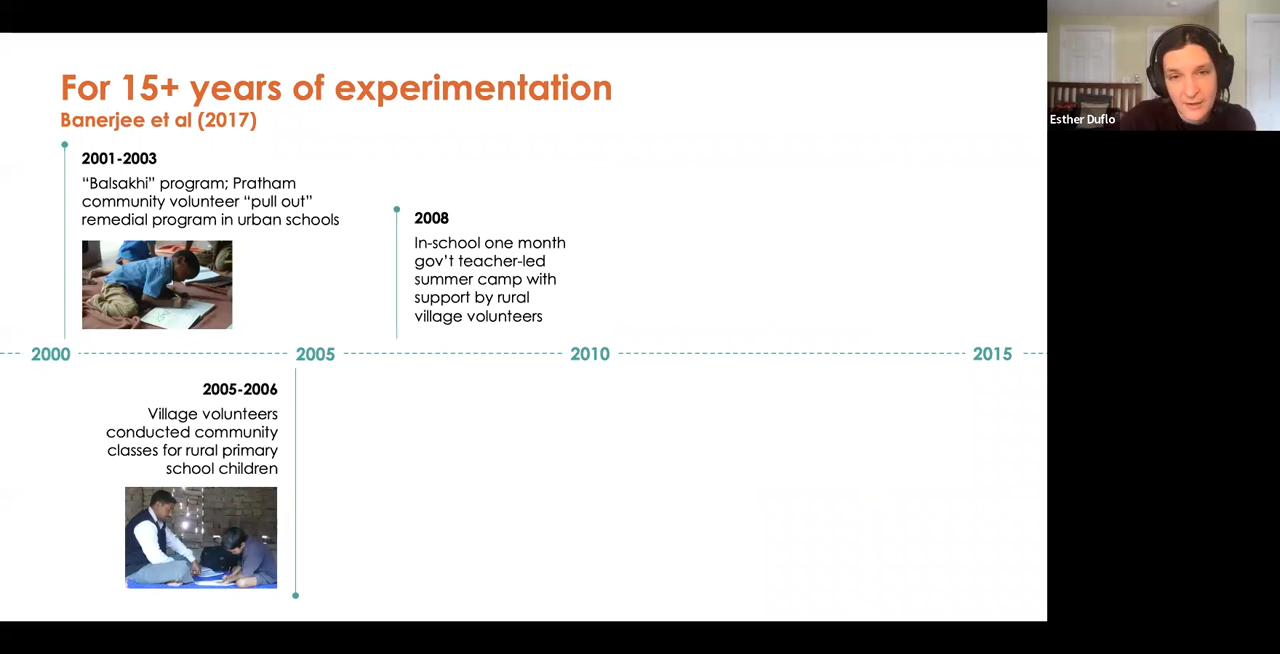 For 15+ years of experimentation
Banerjee et al (2017)
2001-2003
“Balsakhi” program; Pratham
community volunteer “pull out”
remedial program in urban schools
2008
In-school one month
gov’t teacher-led
summer camp with
support by rural
village volunteers
2000
2005
2010
2015
2005-2006
Village volunteers
conducted community
classes for rural primary
school children
Esther Duflo